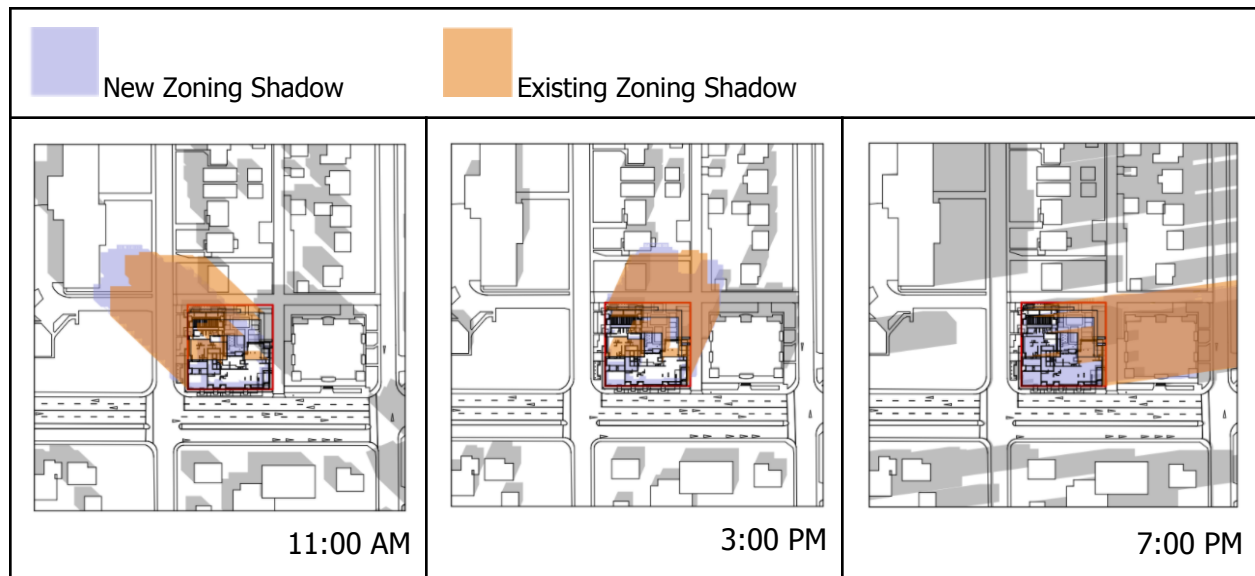 New Zoning Shadow
Existing Zoning Shadow
11:00 AM
3:00 PM
7:00 PM